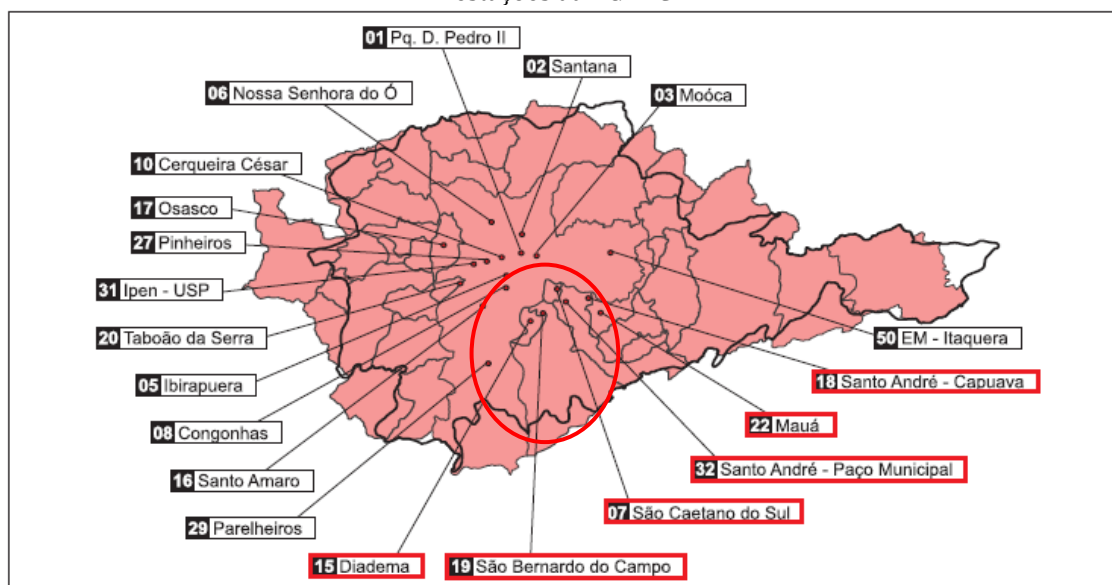 01 Pq. D. Pedro II
02 Santana
06 Nossa Senhora do Ó
03 Moóca
10 Cerqueira César
17 Osasco
27 Pinheiros
31 Ipen - USP
20 Taboão da Serra
50 EM - Itaquera
05 Ibirapuera
18 Santo André - Capuava
08 Congonhas
22 Mauá
16 Santo Amaro
32 Santo André - Paço Municipal
07 São Caetano do Sul
29 Parelheiros
15 Diadema
19 São Bernardo do Campo